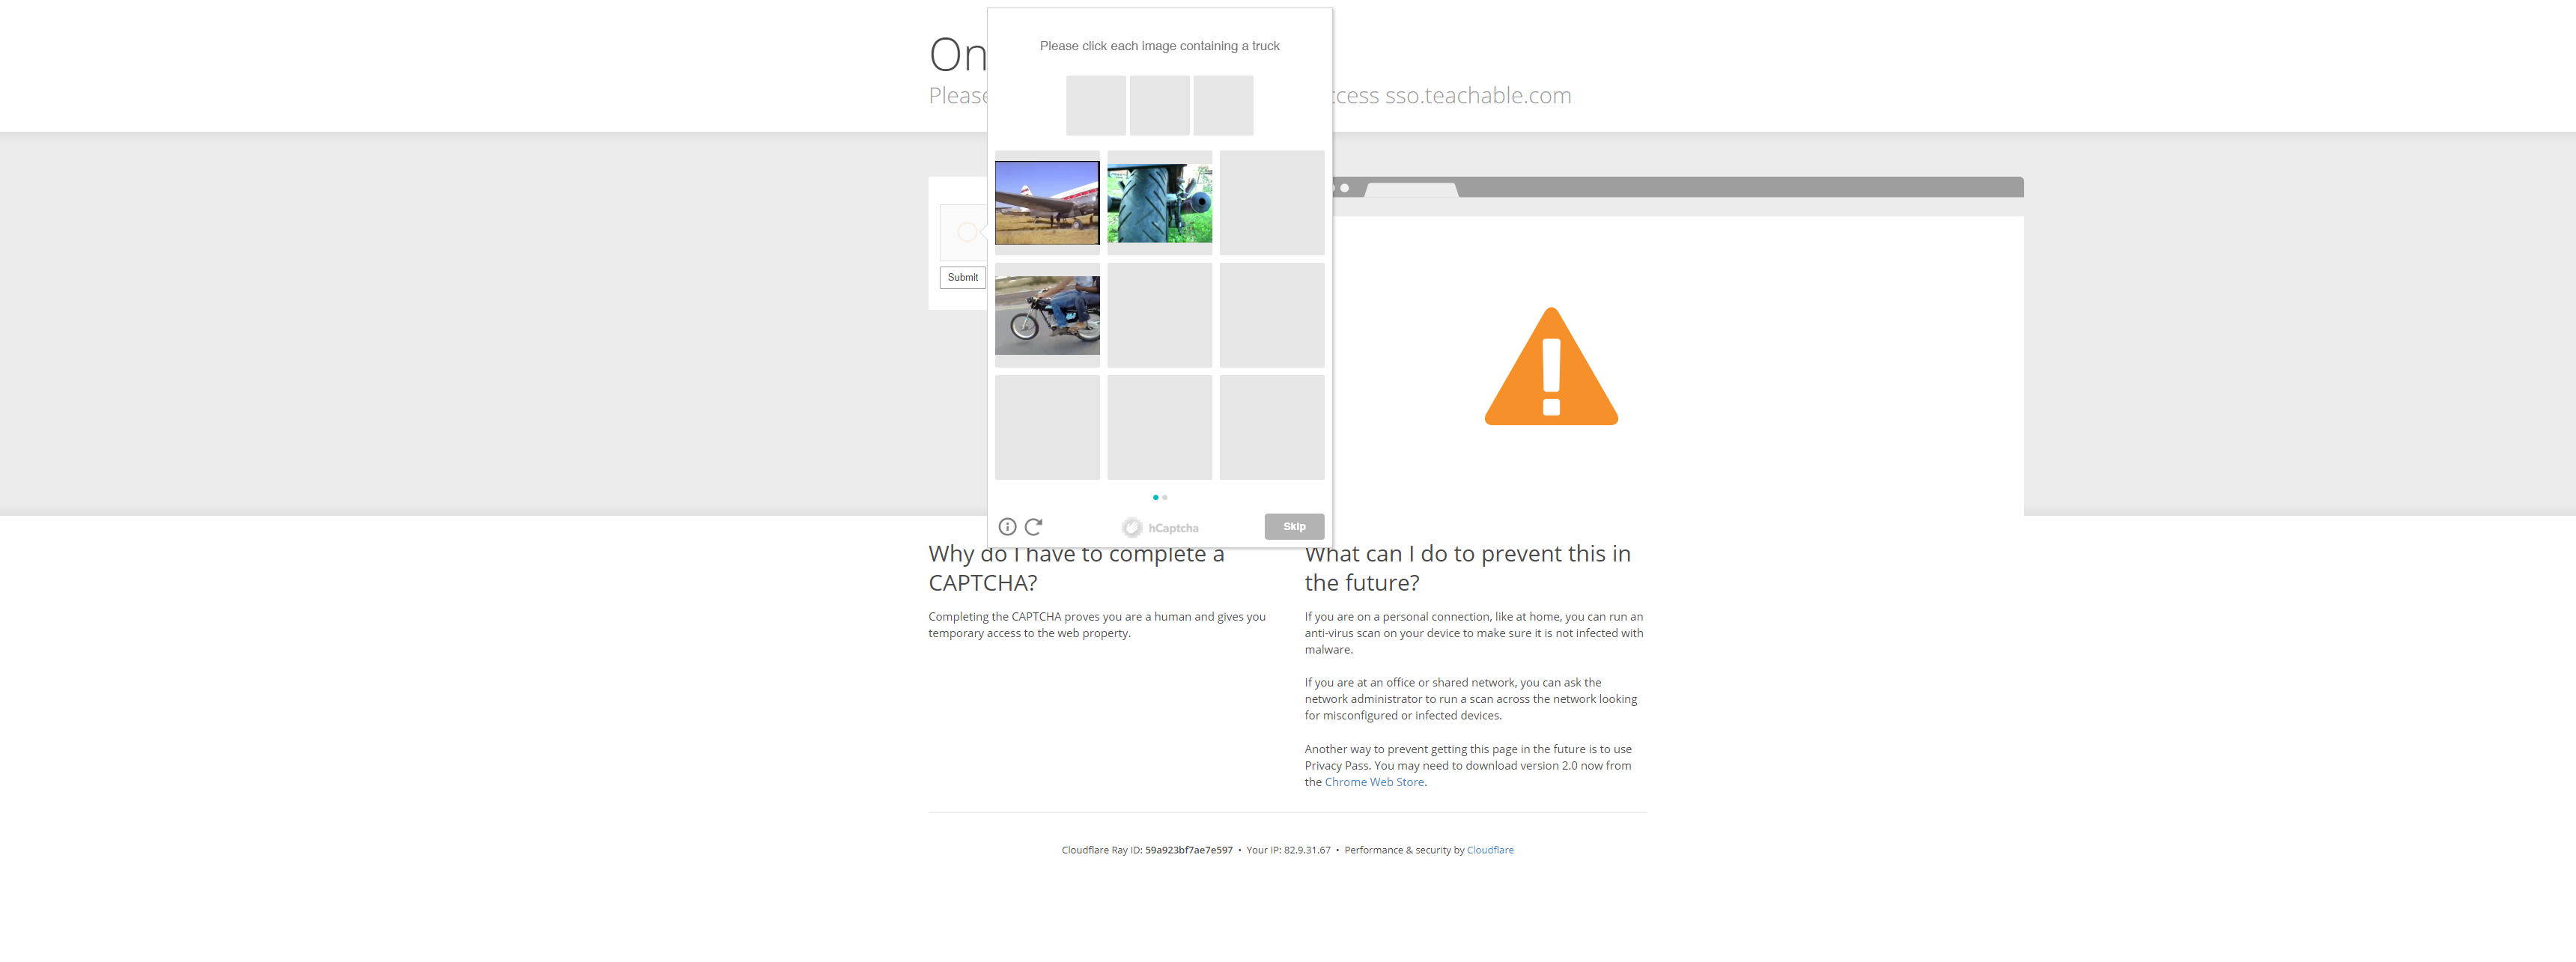 On
Please
cess sso.teachable.com
Please click each image containing a truck
Submit
hCaptcha
Skip
Why do I have to complete a
CAPTCHA?
Completing the CAPTCHA proves you are a human and gives you
temporary access to the web property.
What can I do to prevent this in
the future?
If you are on a personal connection, like at home, you can run an
anti-virus scan on your device to make sure it is not infected with
malware.
If you are at an office or shared network, you can ask the
network administrator to run a scan across the network looking
for misconfigured or infected devices.
Another way to prevent getting this page in the future is to use
Privacy Pass. You may need to download version 2.0 now from
the Chrome Web Store.
Cloudflare Ray ID: 59a923bf7ae7e597 • Your IP: 82.9.31.67 • Performance & security by Cloudflare